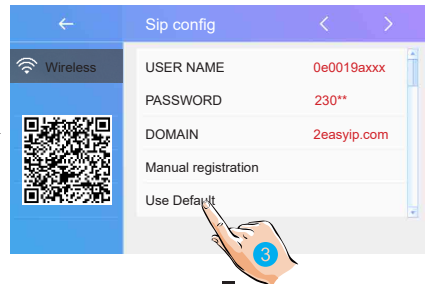 Sip config
Wireless
USER NAME 0e0019axxx
PASSWORD 230**
DOMAIN 2easyip.com
Manual registration
Use Default
3